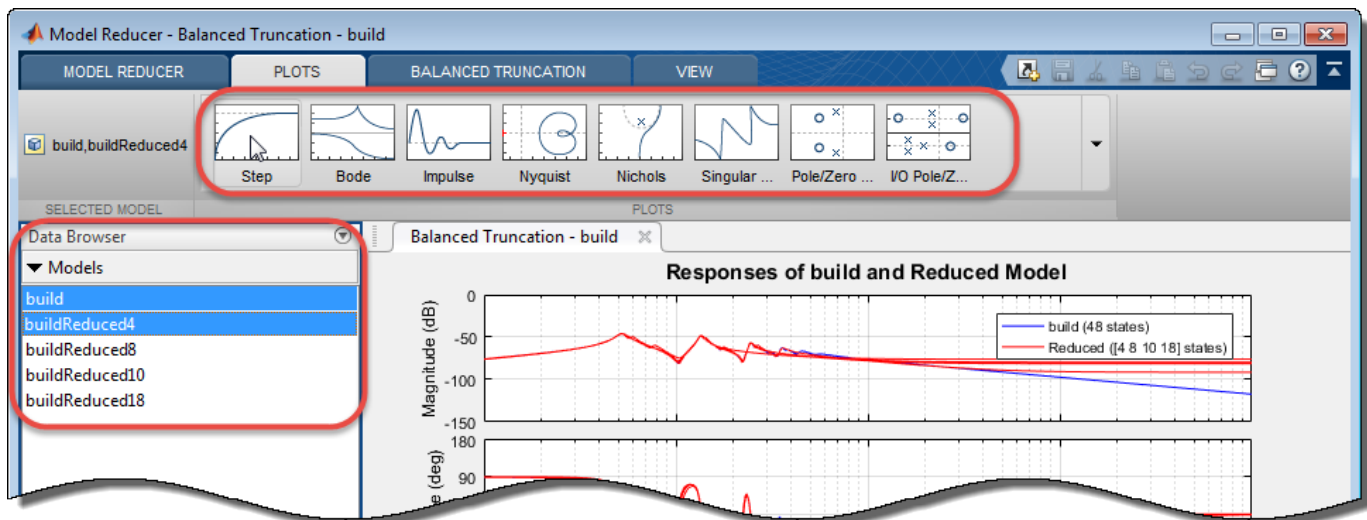 Model Reducer - Balanced Truncation - build
MODEL REDUCER PLOTS BALANCED TRUNCATION VIEW
build,buildReduced4
Step Bode Impulse Nyquist Nichols Singular ... Pole/Zero ... I/O Pole/Z...
SELECTED MODEL PLOTS
Data Browser
Models
build
buildReduced4
buildReduced8
buildReduced10
buildReduced18
Balanced Truncation - build
Responses of build and Reduced Model
Magnitude (dB)
0
-50
-100
-150
build (48 states)
Reduced ([4 8 10 18] states)
180
90
(deg)